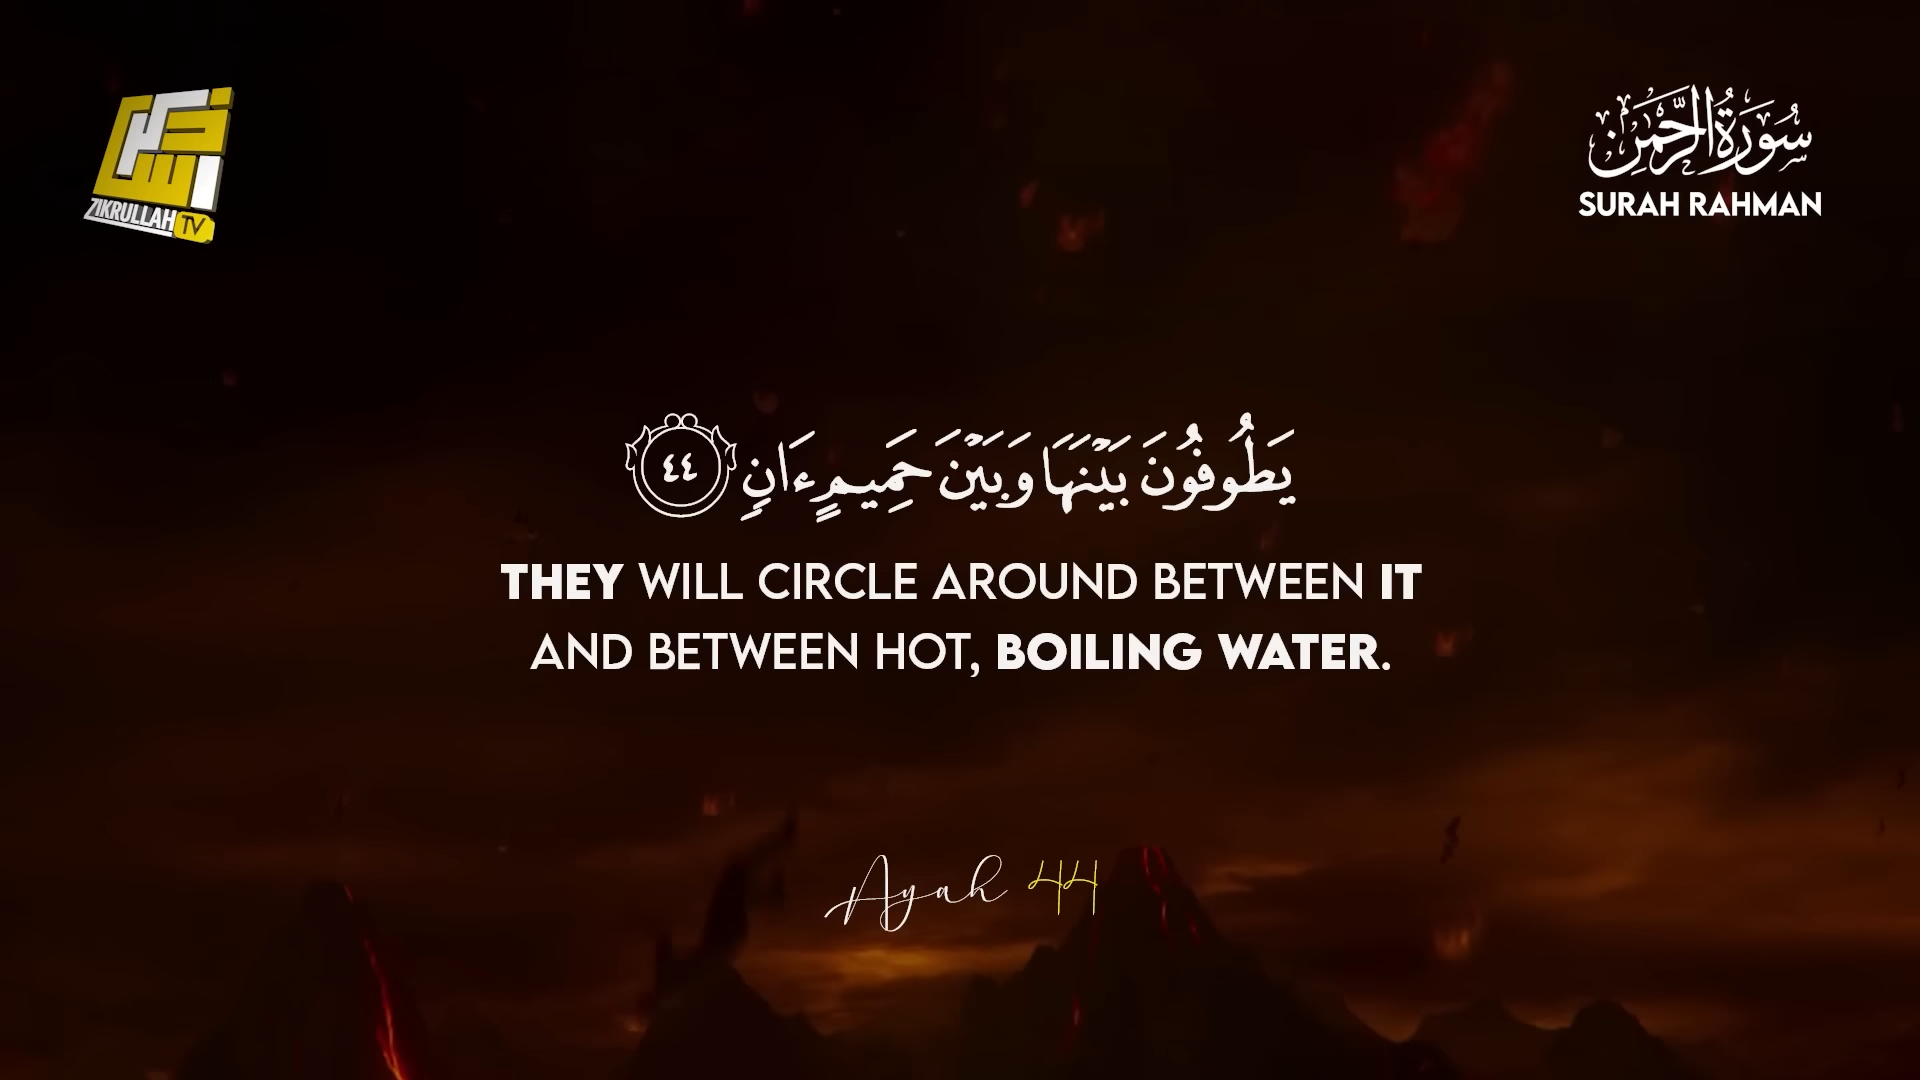 ZIKRULLAH TV
سُورَةُ الرَّحْمَٰن
SURAH RAHMAN
يَطُوفُونَ بَيْنَهَا وَبَيْنَ حَمِيمٍ ءَانٍ ٤٤
THEY WILL CIRCLE AROUND BETWEEN IT
AND BETWEEN HOT, BOILING WATER.
Ayah 44